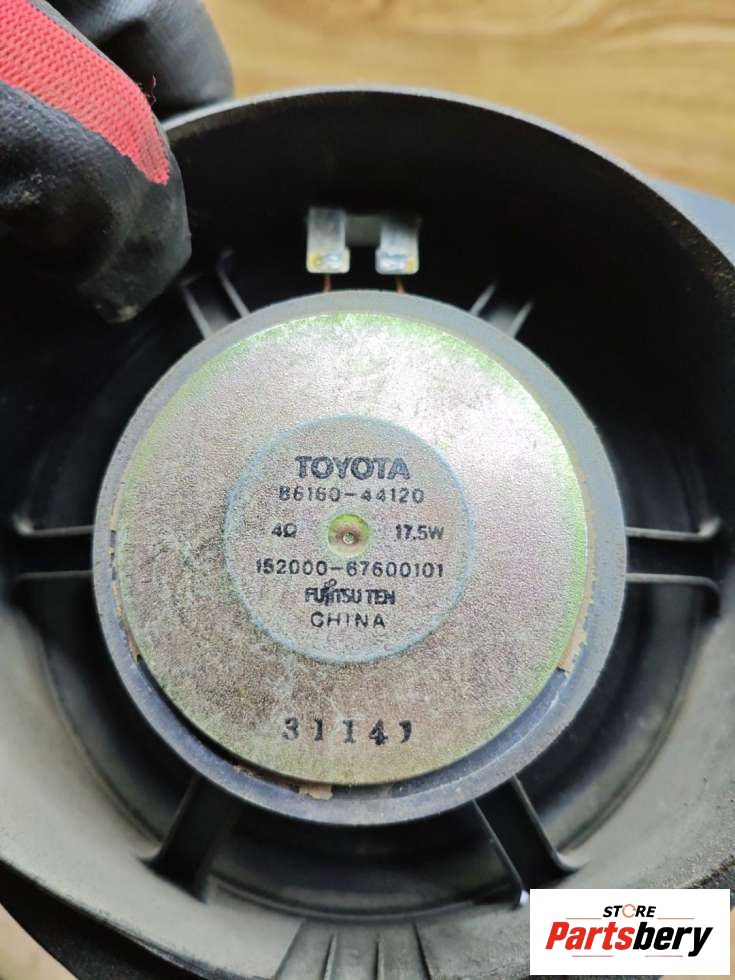 TOYOTA
86160-44120
4Ω 17.5W
152000-67600101
FUJITSU TEN
CHINA
31141
STORE
Partsbery